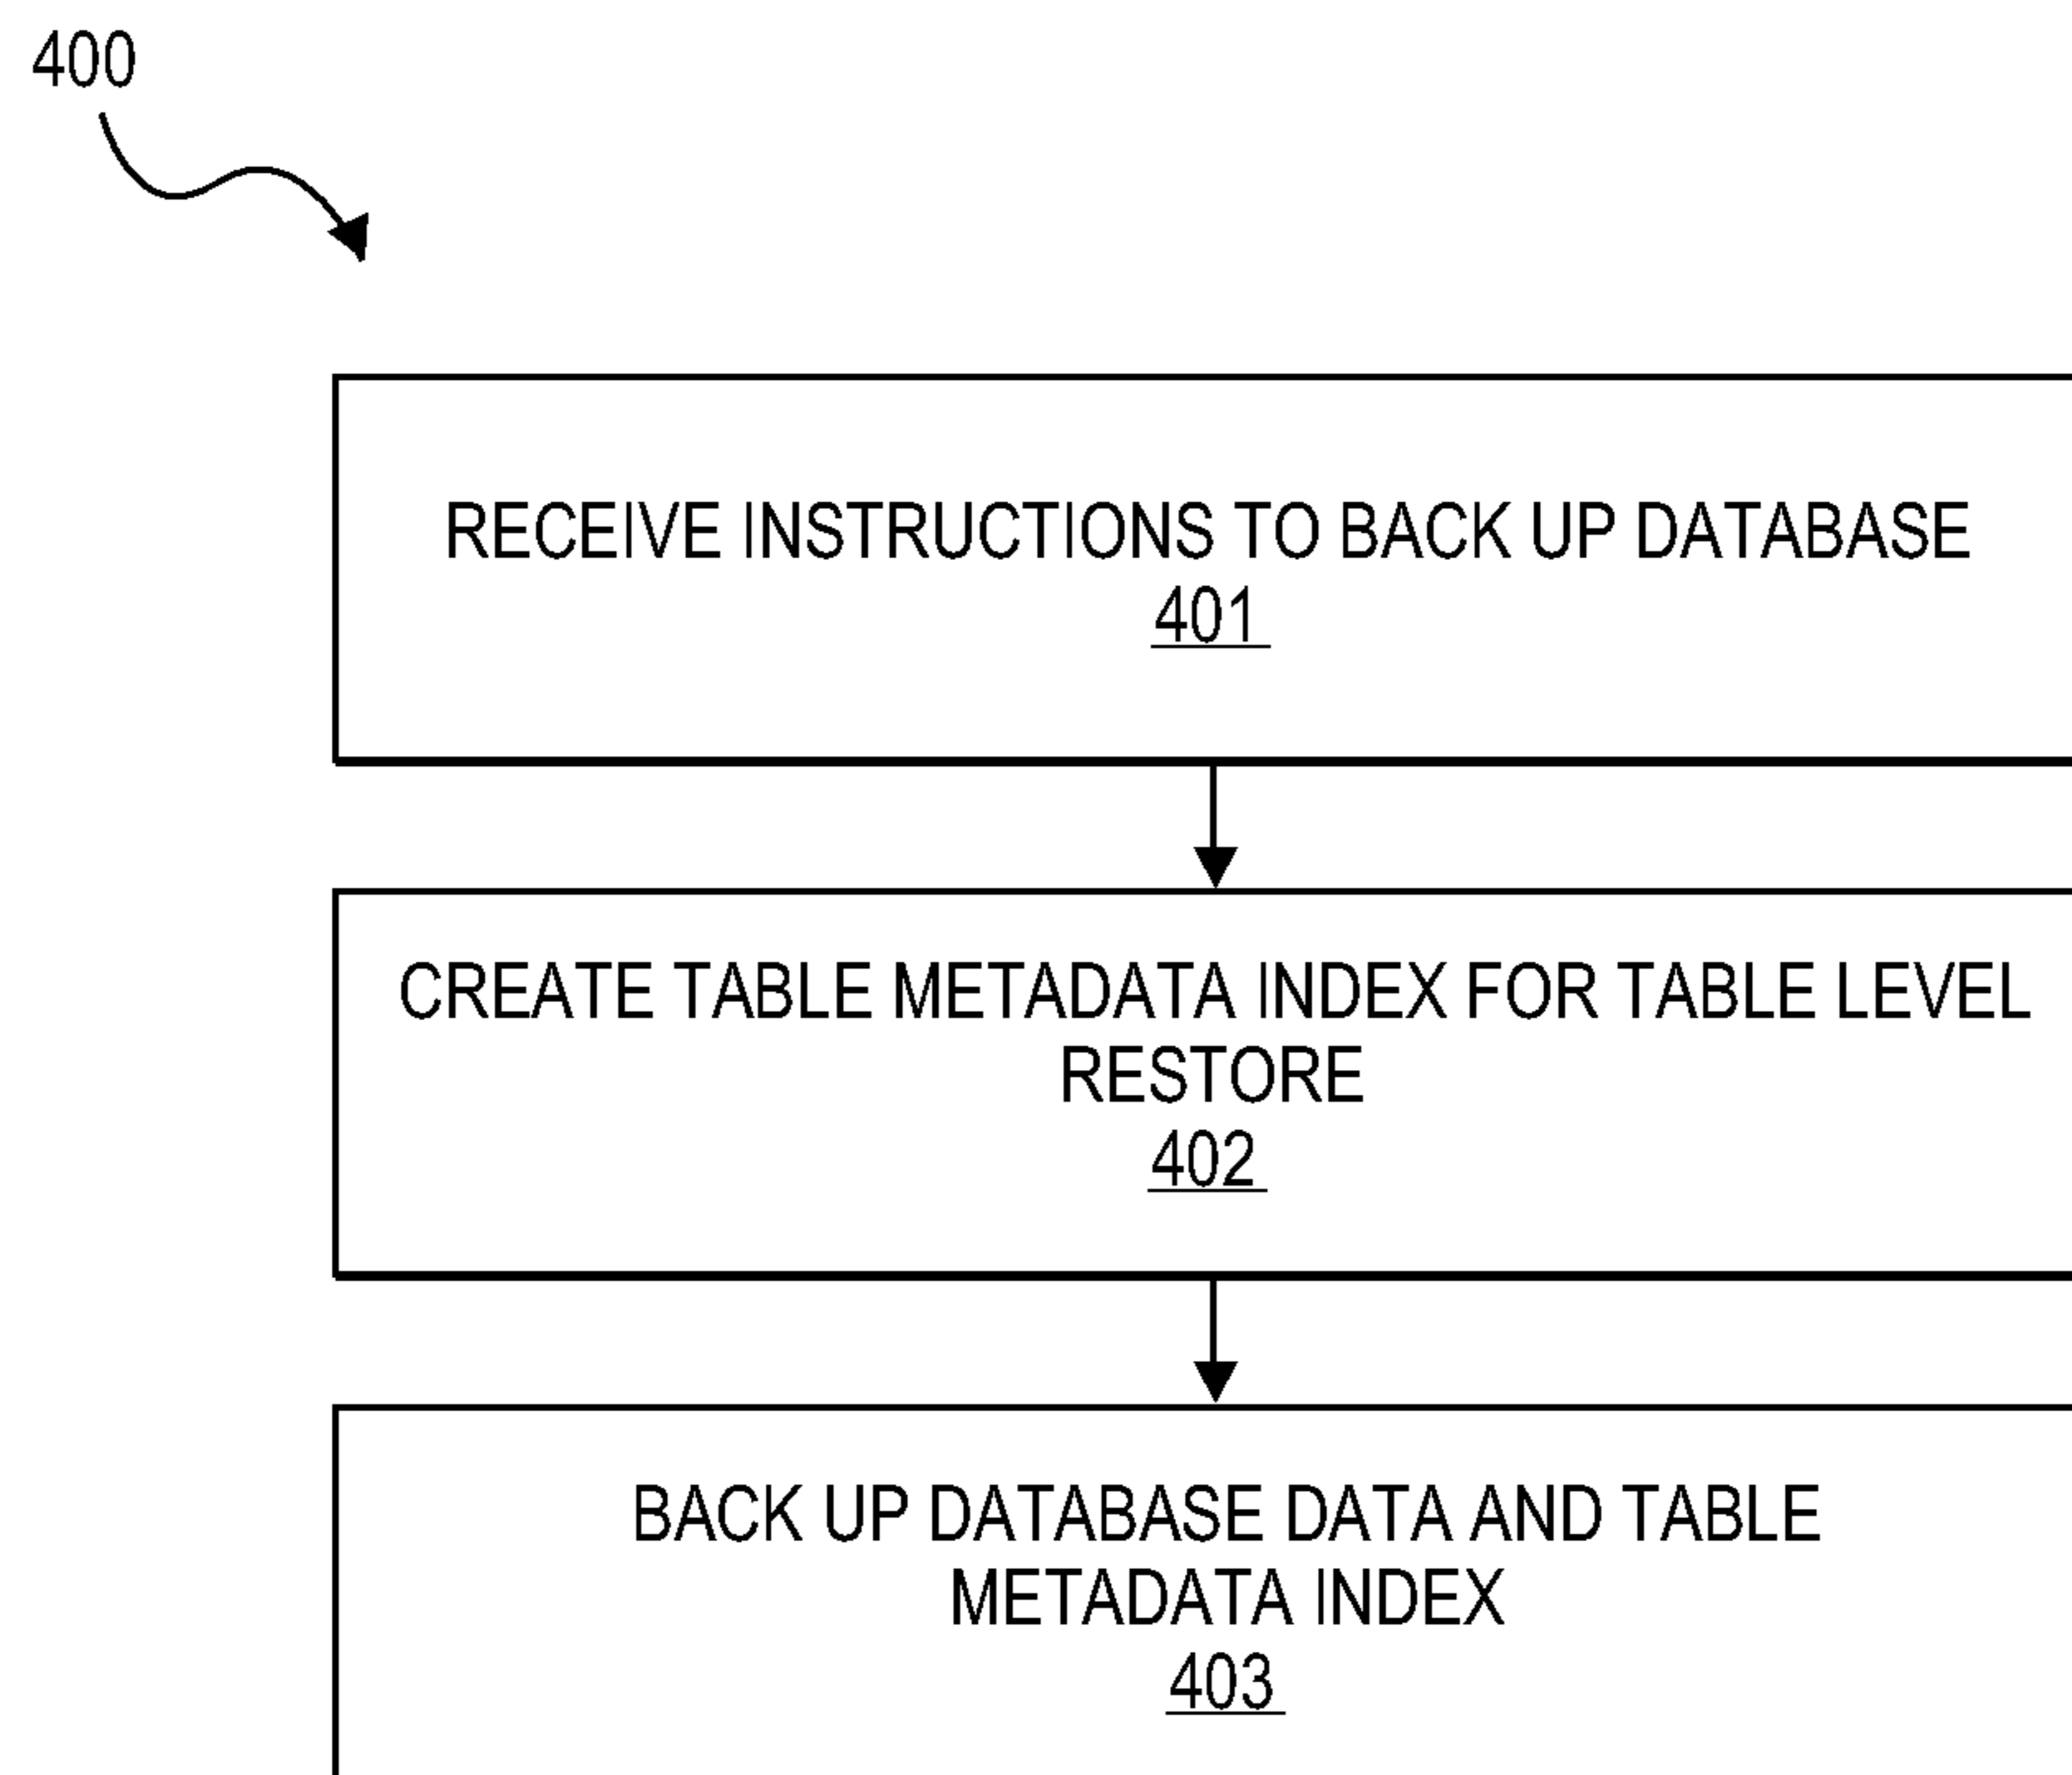 400
RECEIVE INSTRUCTIONS TO BACK UP DATABASE
401
CREATE TABLE METADATA INDEX FOR TABLE LEVEL
RESTORE
402
BACK UP DATABASE DATA AND TABLE
METADATA INDEX
403